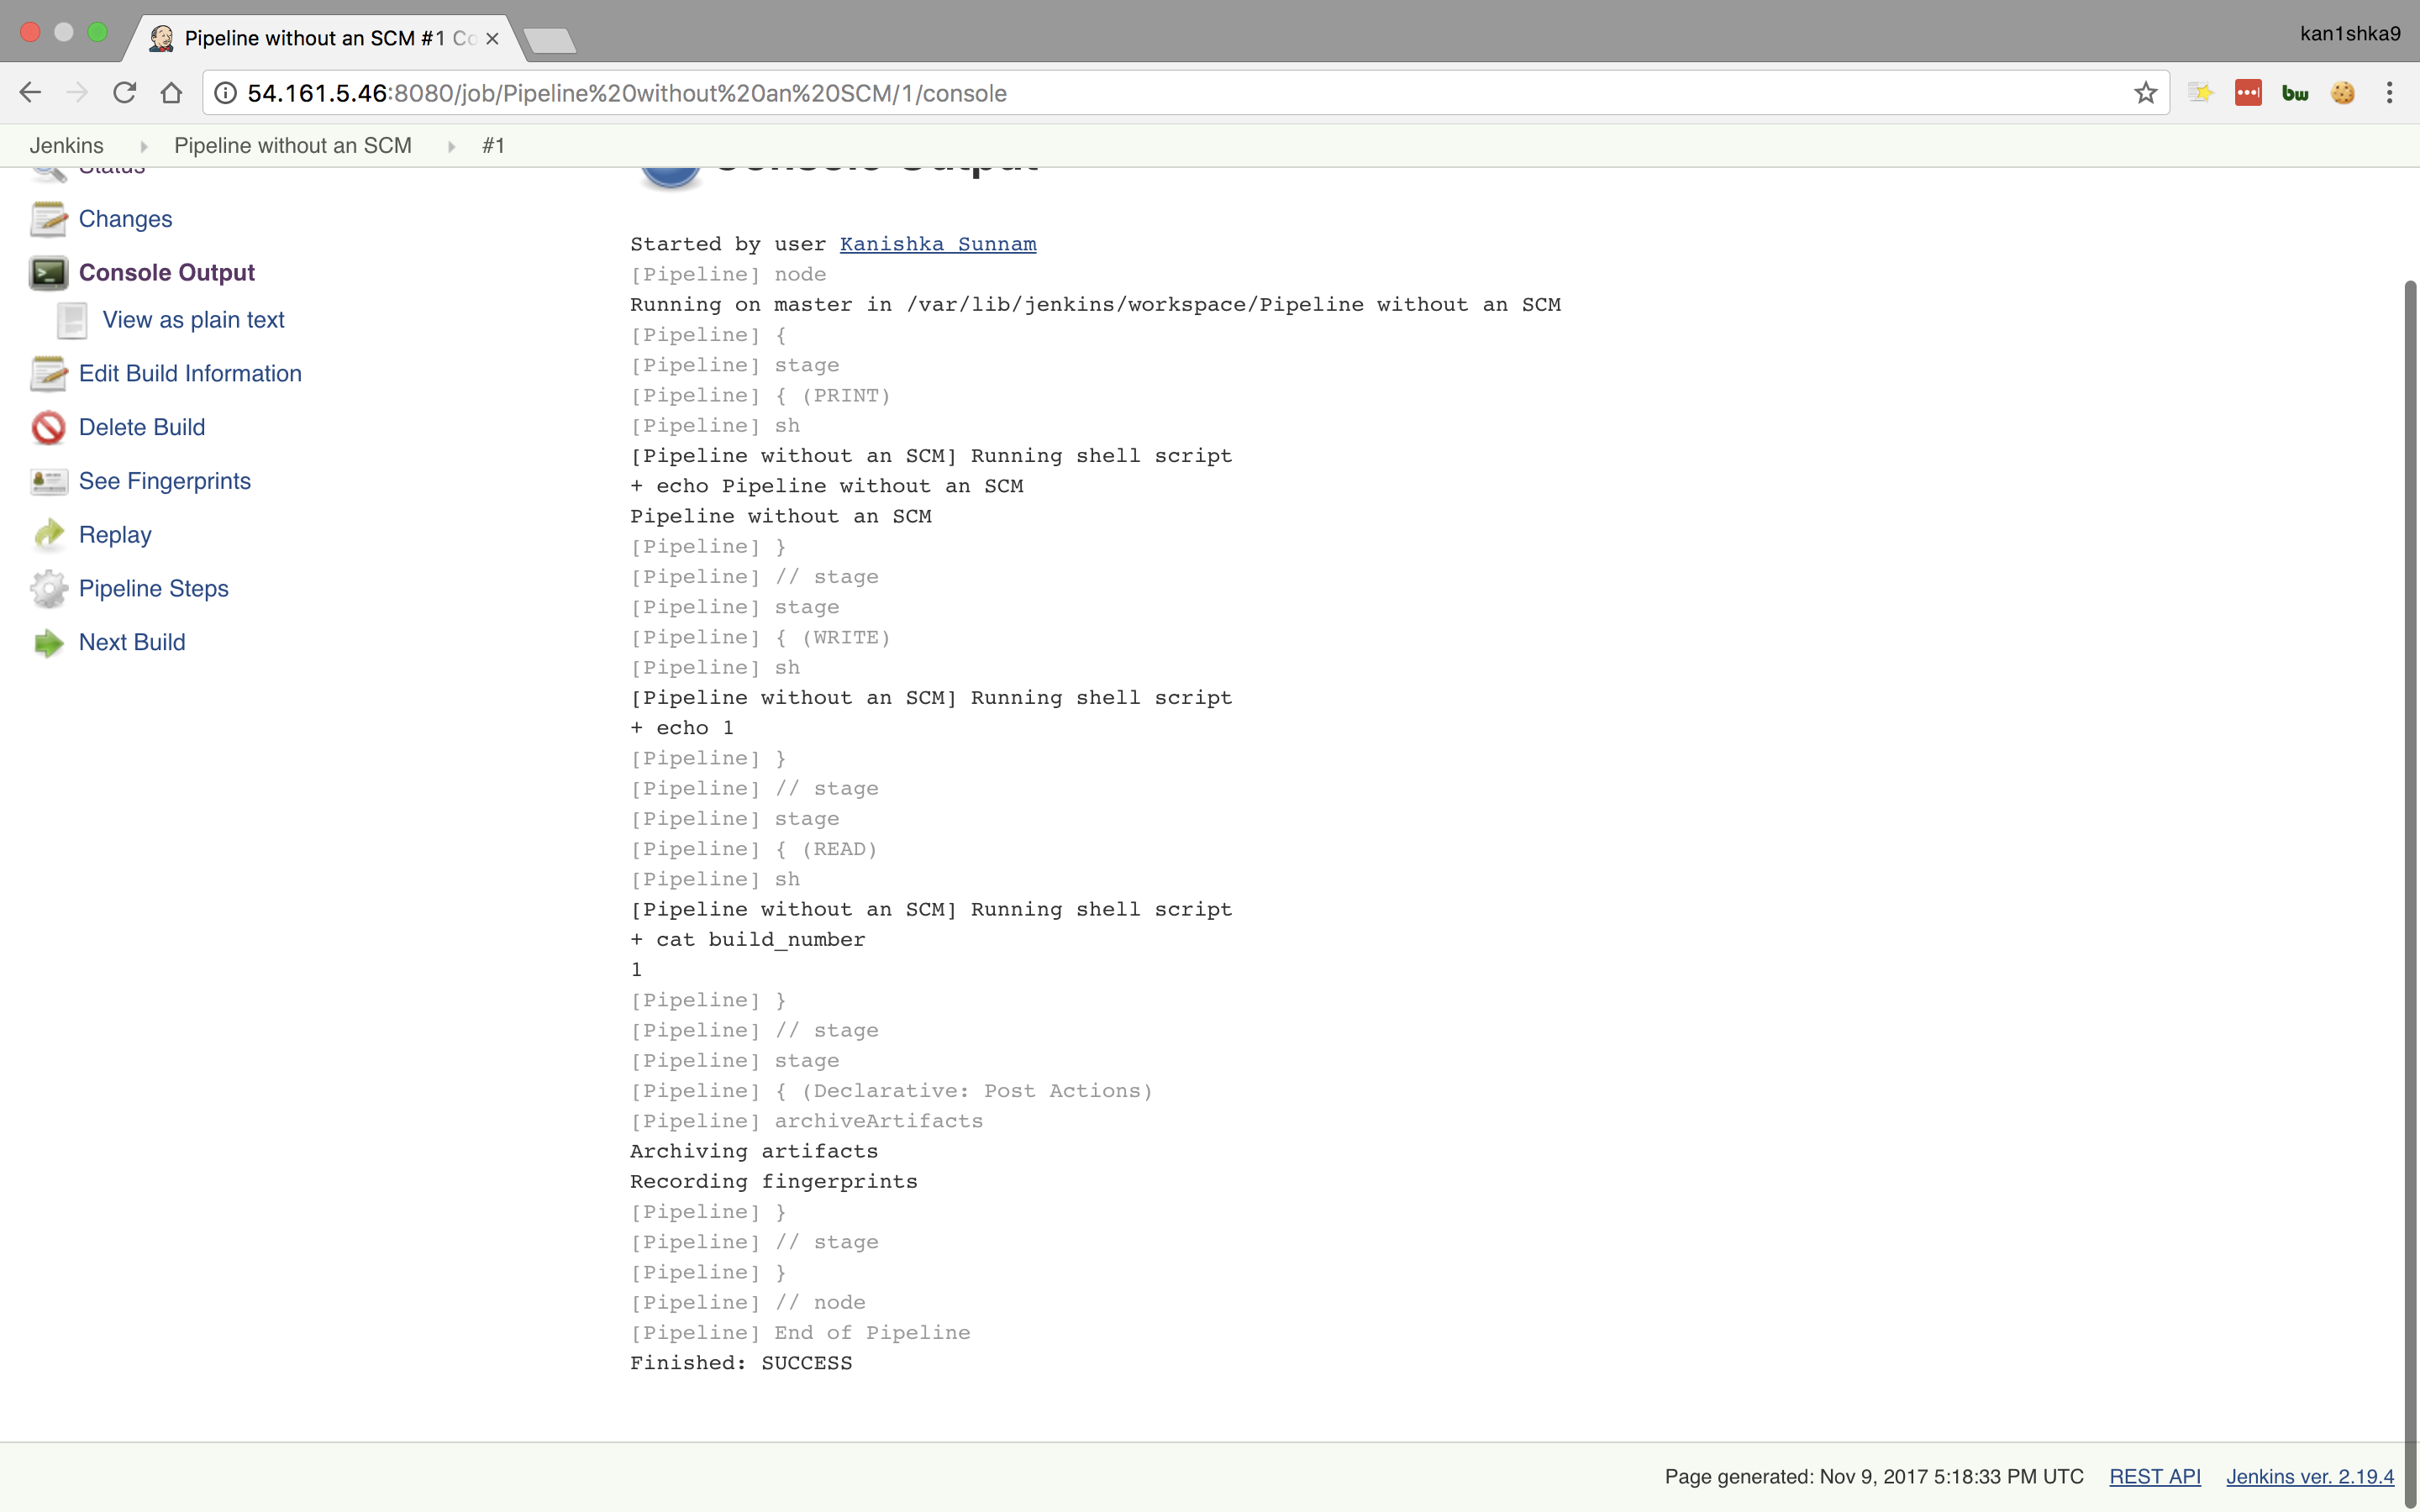 Pipeline without an SCM #1 Co
kan1shka9
54.161.5.46:8080/job/Pipeline%20without%20an%20SCM/1/console
bw
Jenkins Pipeline without an SCM #1
Status
Console Output
Changes
Console Output
View as plain text
Edit Build Information
Delete Build
See Fingerprints
Replay
Pipeline Steps
Next Build
Started by user Kanishka Sunnam
[Pipeline] node
Running on master in /var/lib/jenkins/workspace/Pipeline without an SCM
[Pipeline] {
[Pipeline] stage
[Pipeline] { (PRINT)
[Pipeline] sh
[Pipeline without an SCM] Running shell script
+ echo Pipeline without an SCM
Pipeline without an SCM
[Pipeline] }
[Pipeline] // stage
[Pipeline] stage
[Pipeline] { (WRITE)
[Pipeline] sh
[Pipeline without an SCM] Running shell script
+ echo 1
[Pipeline] }
[Pipeline] // stage
[Pipeline] stage
[Pipeline] { (READ)
[Pipeline] sh
[Pipeline without an SCM] Running shell script
+ cat build_number
1
[Pipeline] }
[Pipeline] // stage
[Pipeline] stage
[Pipeline] { (Declarative: Post Actions)
[Pipeline] archiveArtifacts
Archiving artifacts
Recording fingerprints
[Pipeline] }
[Pipeline] // stage
[Pipeline] }
[Pipeline] // node
[Pipeline] End of Pipeline
Finished: SUCCESS
Page generated: Nov 9, 2017 5:18:33 PM UTC REST API Jenkins ver. 2.19.4